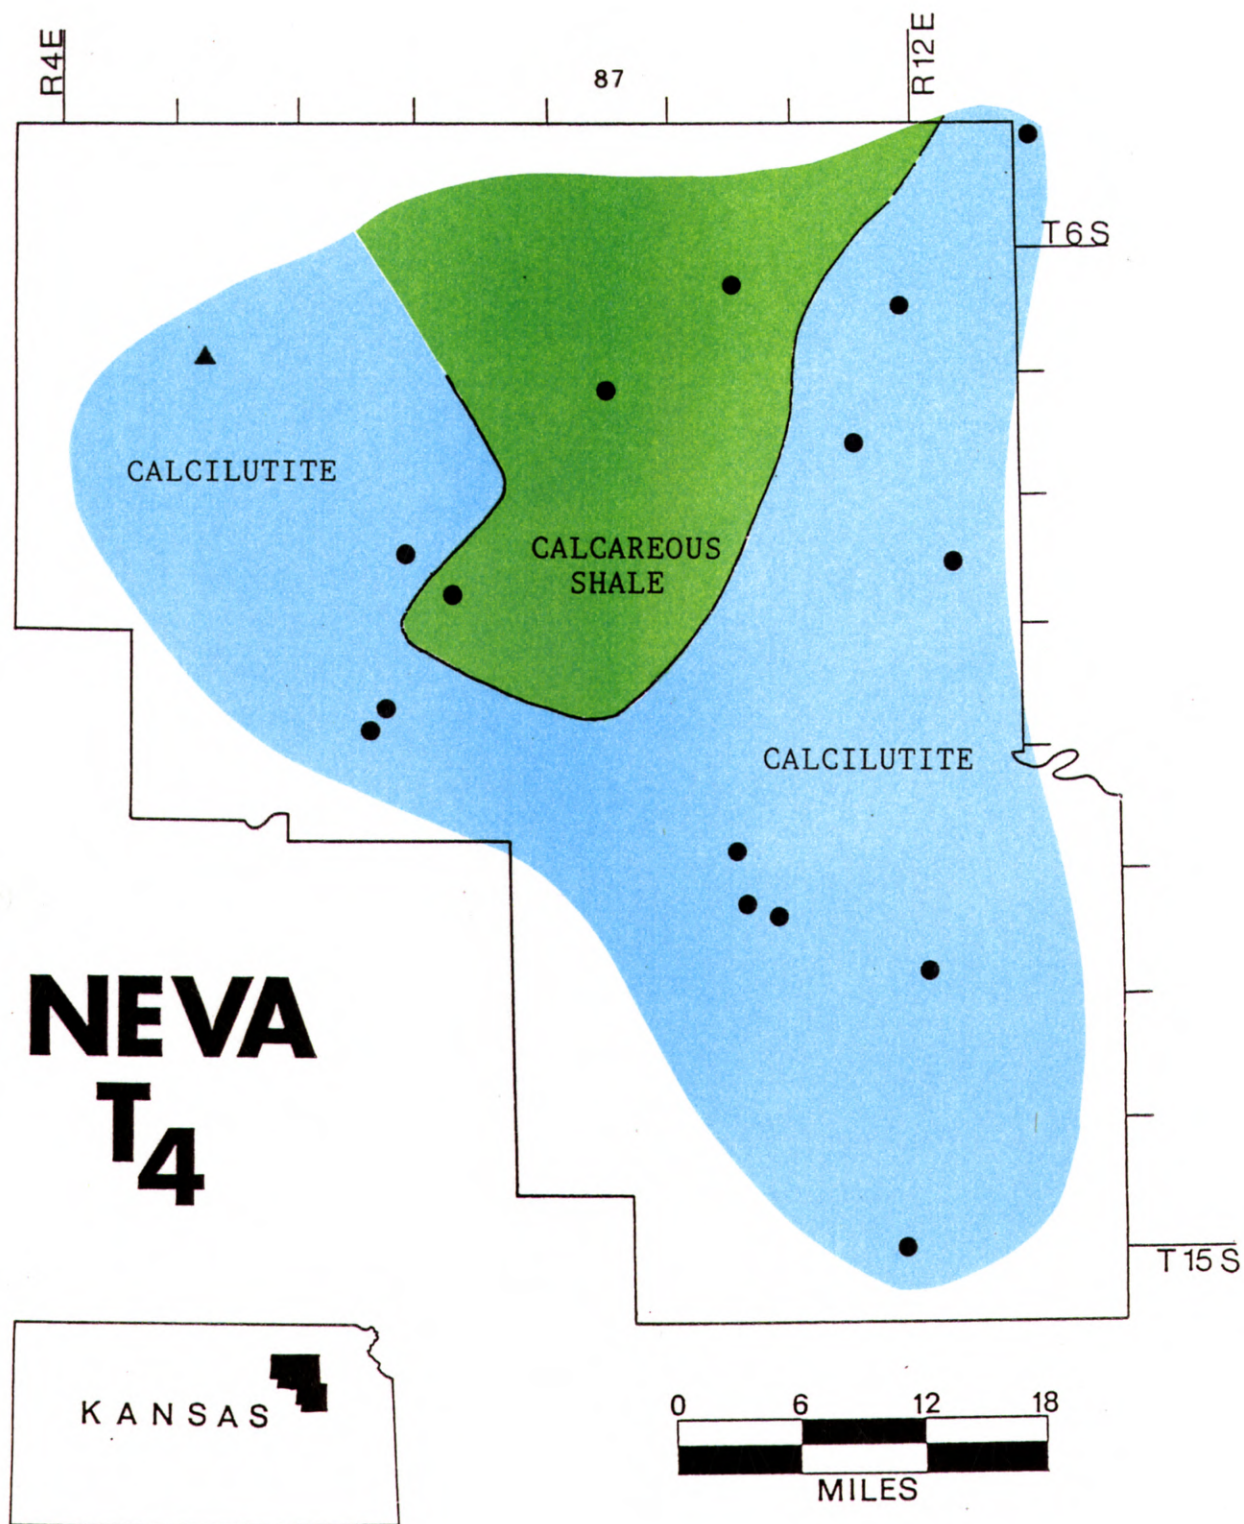 R4E
87
R12E
T6S
CALCILUTITE
CALCAREOUS
SHALE
CALCILUTITE
NEVA
T4
T15S
KANSAS
0 6 12 18
MILES